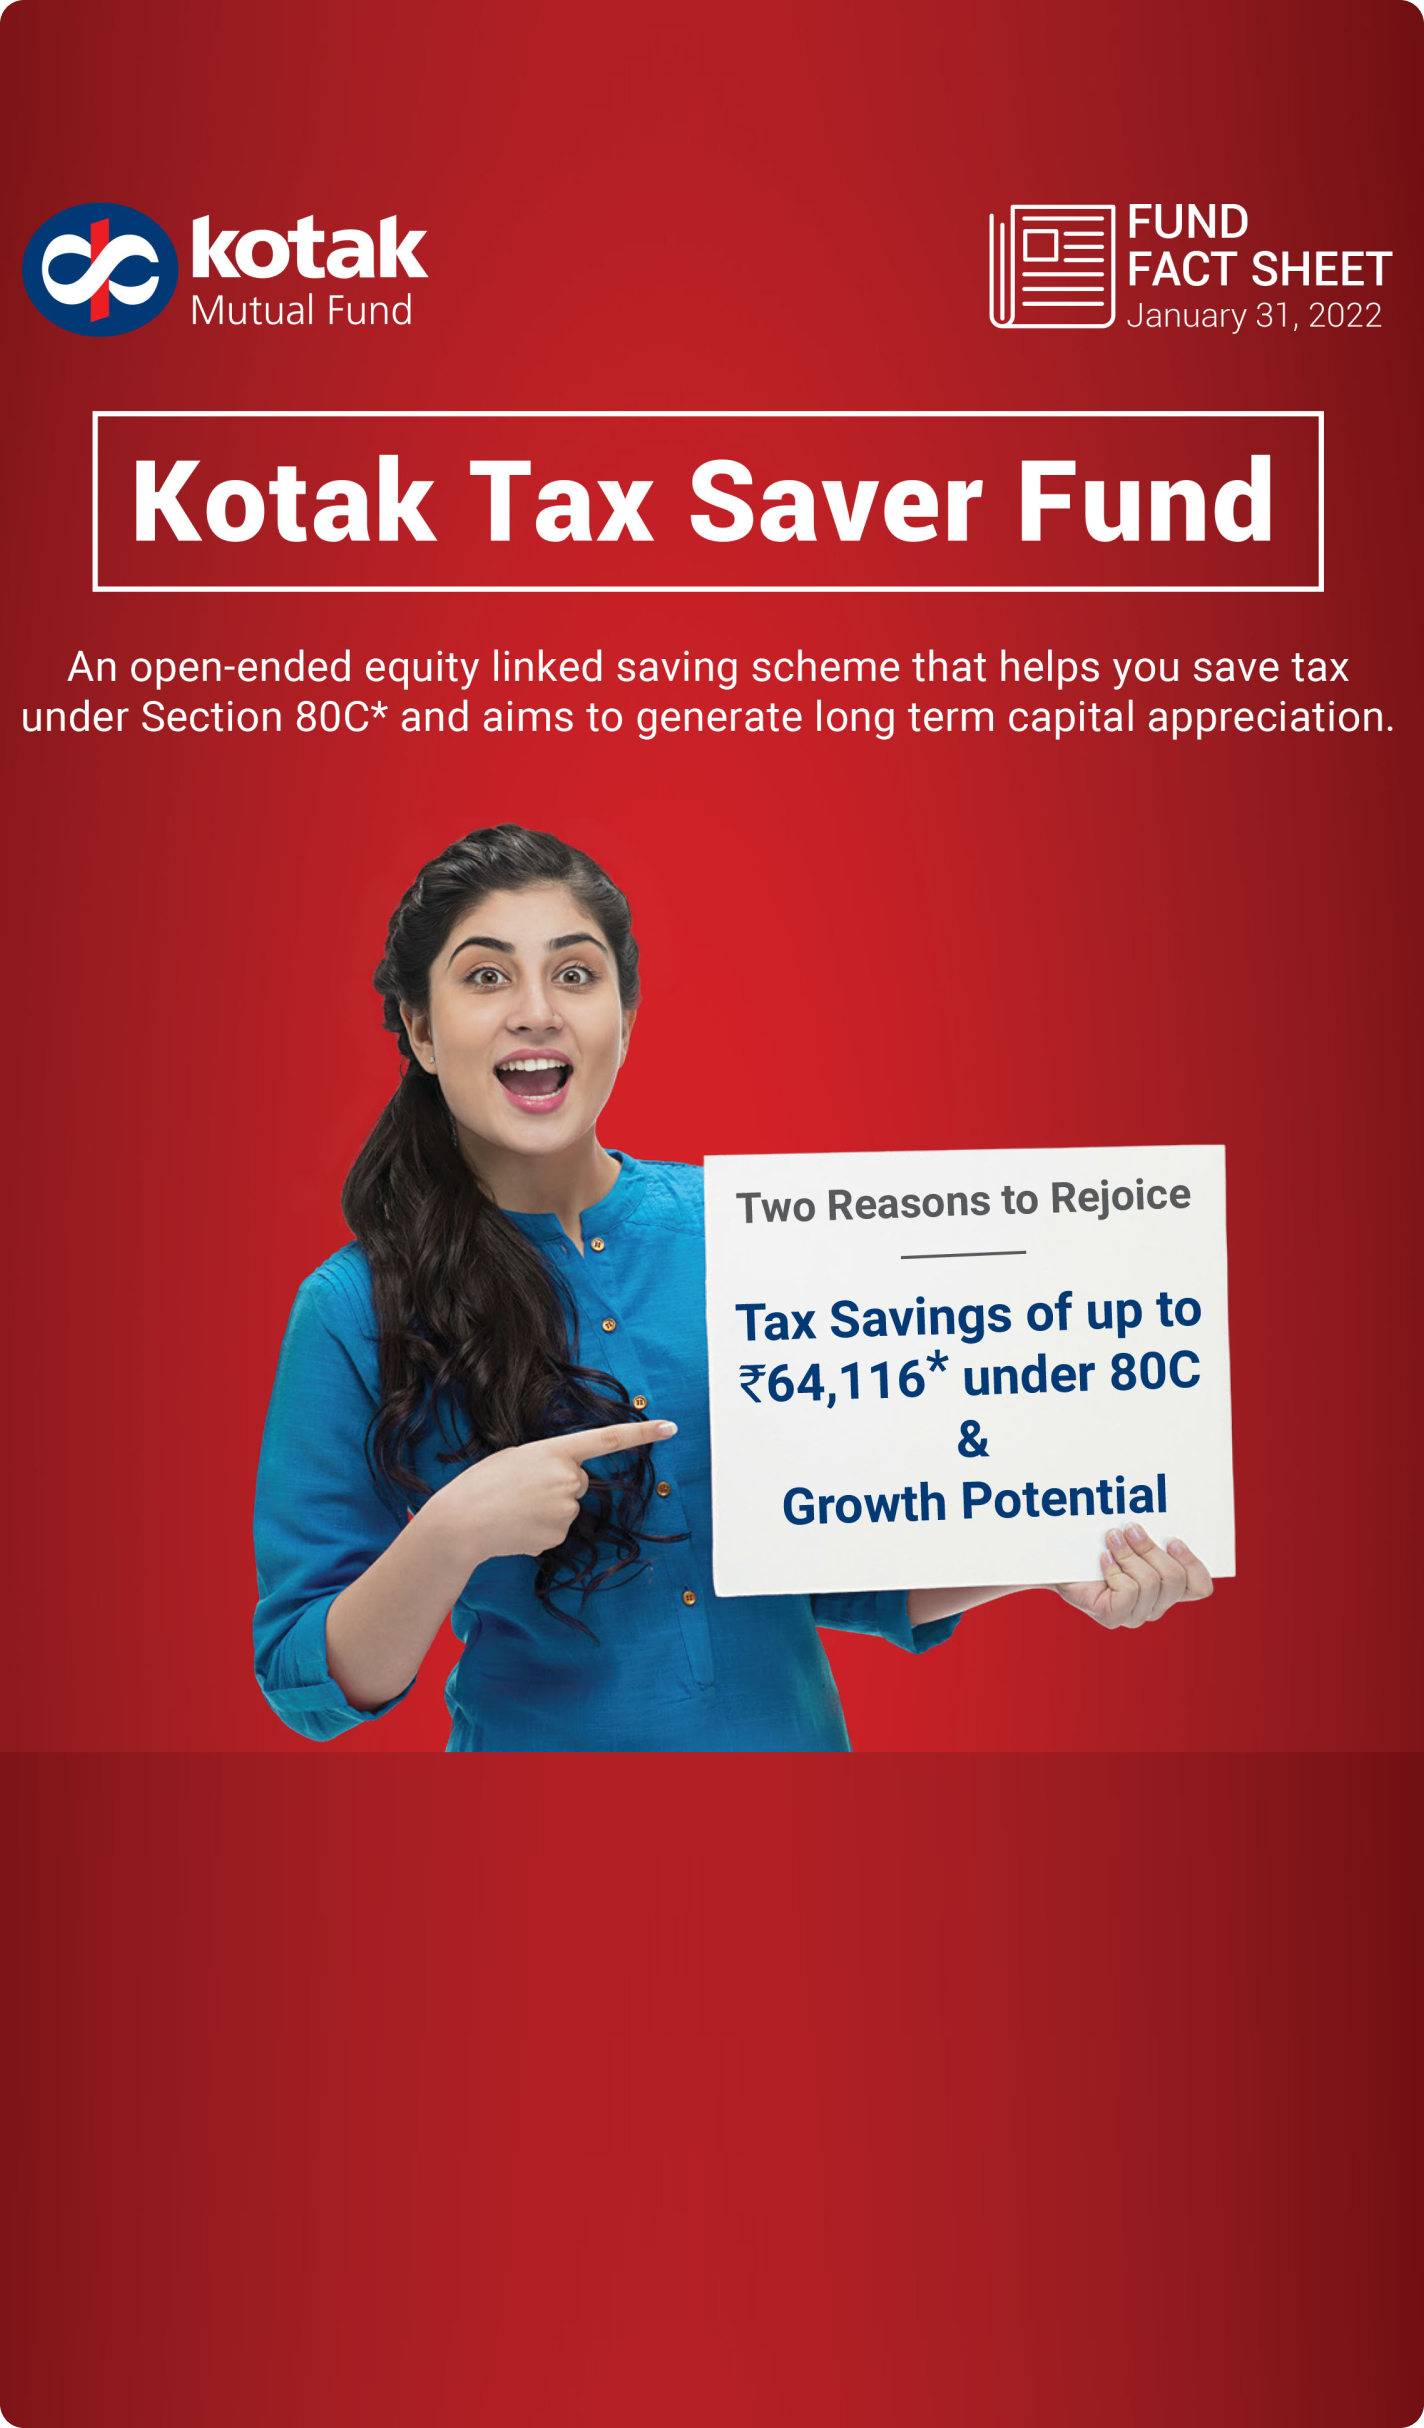 kotak
Mutual Fund
FUND
FACT SHEET
January 31, 2022
Kotak Tax Saver Fund
An open-ended equity linked saving scheme that helps you save tax
under Section 80C* and aims to generate long term capital appreciation.
Two Reasons to Rejoice
Tax Savings of up to
₹64,116* under 80C
&
Growth Potential